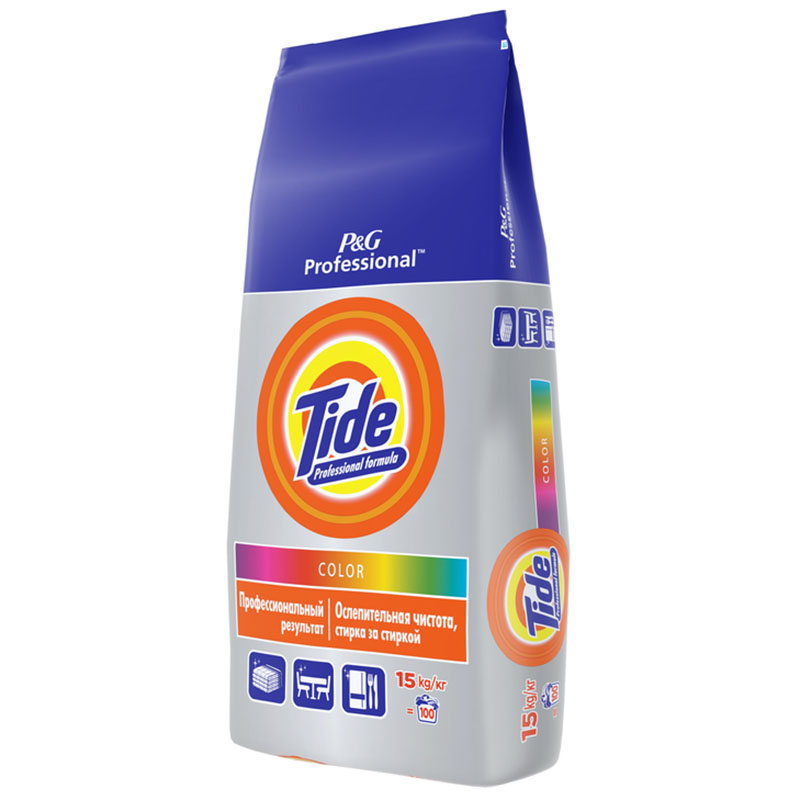 P&G
Professional™
Tide
Professional formula
COLOR
Профессиональный
результат
Ослепительная чистота,
стирка за стиркой
15 kg/кг
= 100
P&G
Professional
COLOR
Tide
Professional formula
15 kg/кг
= 100